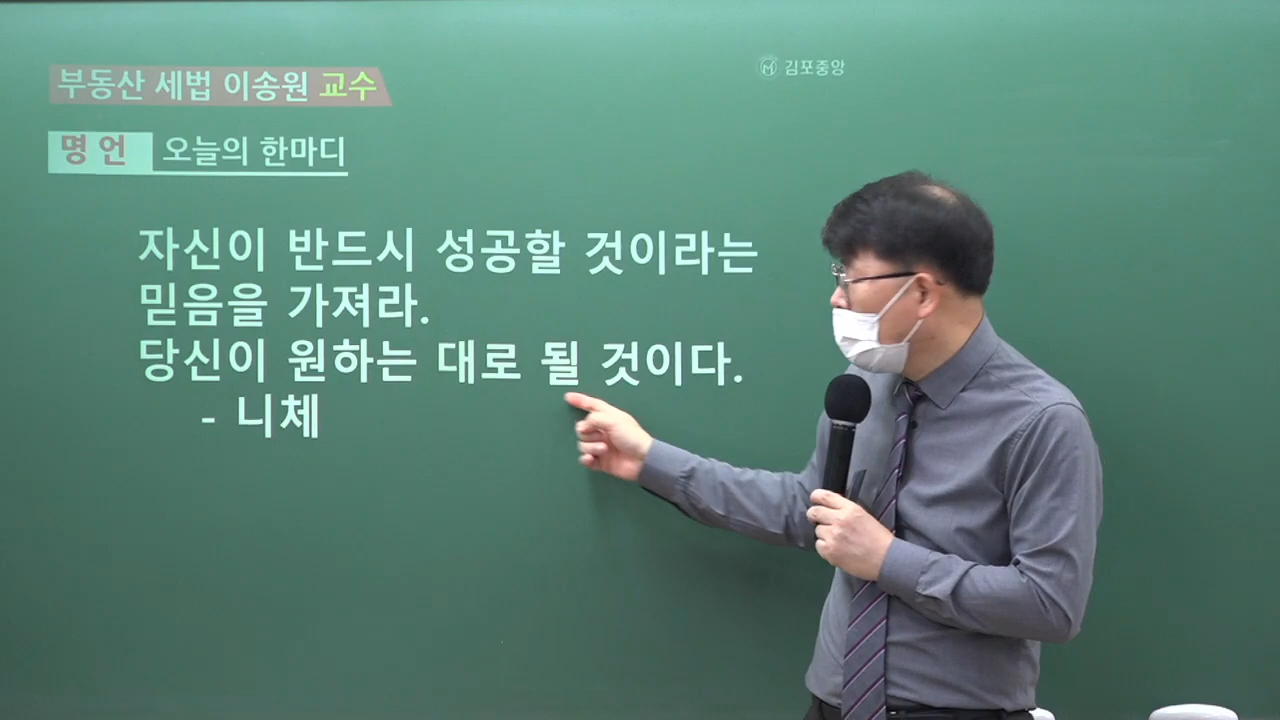 부동산 세법 이송원 교수
김포중앙
명언 오늘의 한마디
자신이 반드시 성공할 것이라는
믿음을 가져라.
당신이 원하는 대로 될 것이다.
- 니체